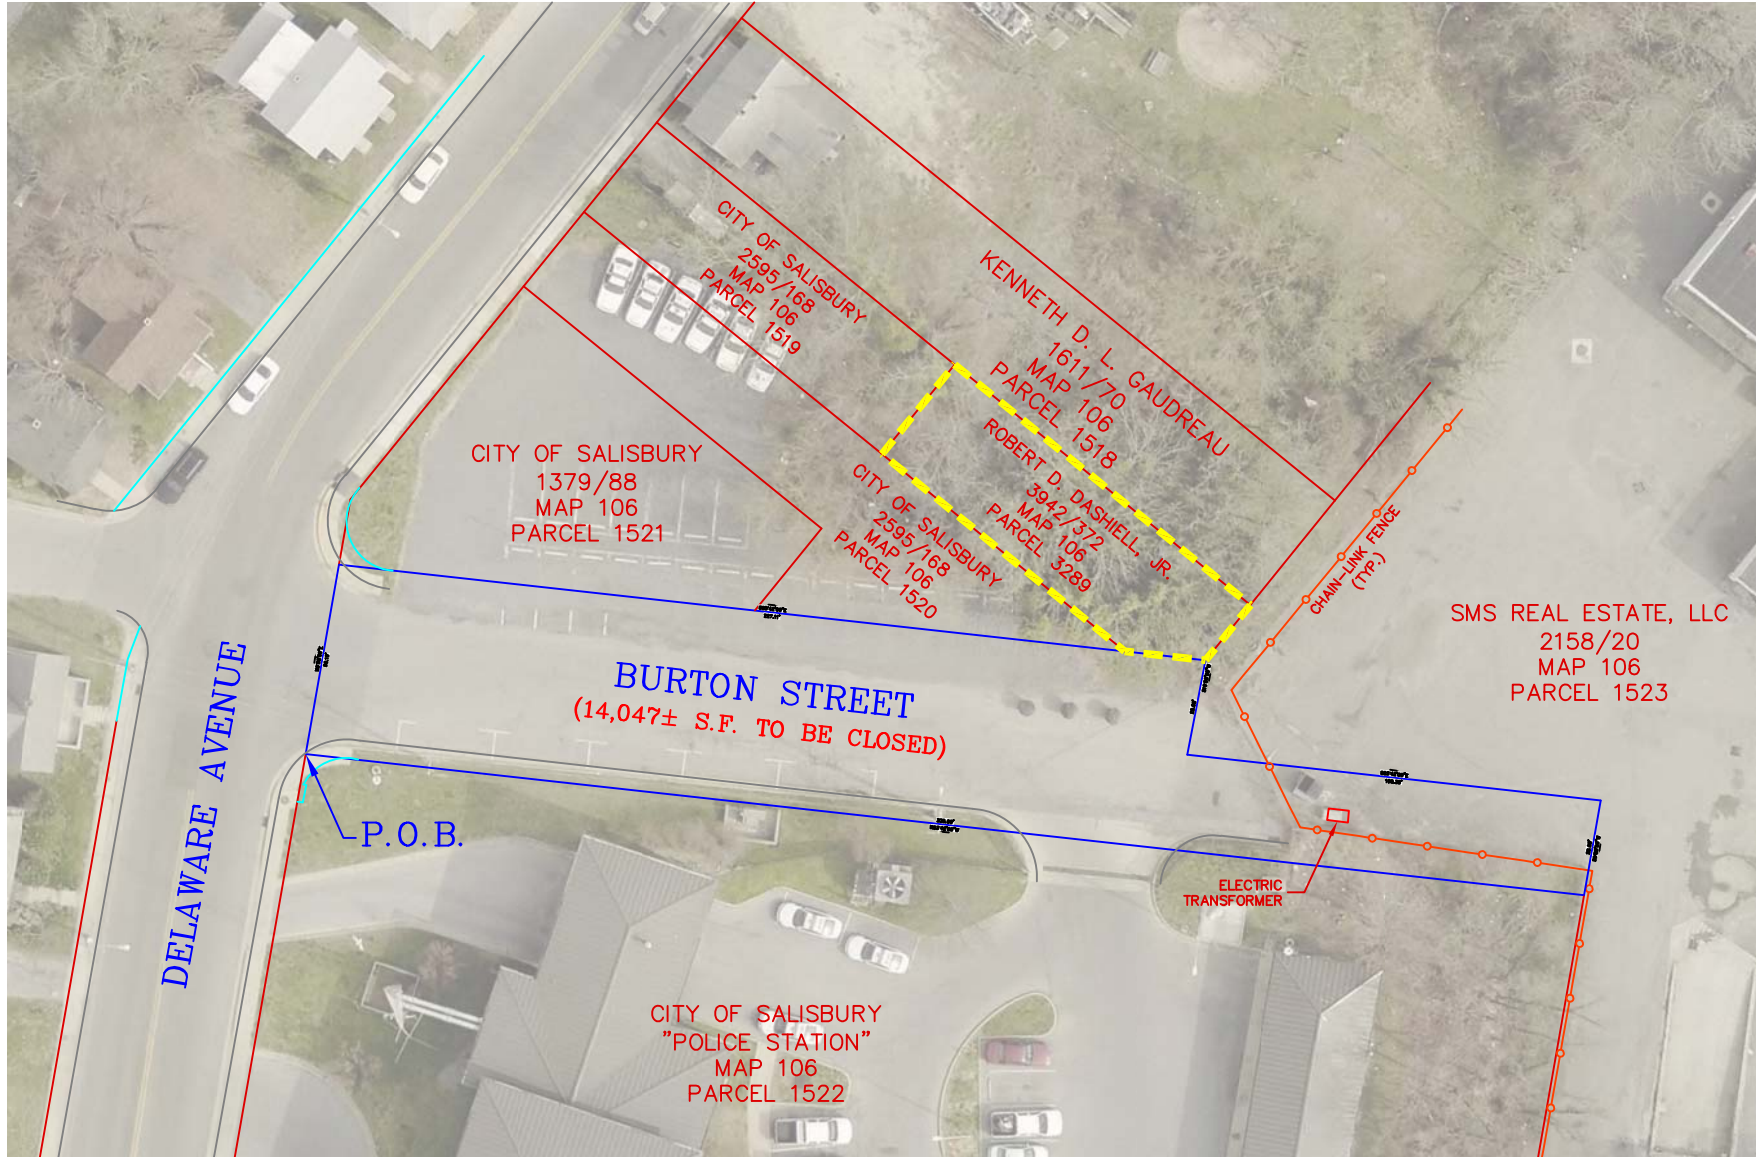 CITY OF SALISBURY
2595/168
MAP 106
PARCEL 1519
KENNETH D. L. GAUDREAU
1611/70
MAP 106
PARCEL 1518
ROBERT D. DASHIELL, JR.
3942/372
MAP 106
PARCEL 3289
CITY OF SALISBURY
1379/88
MAP 106
PARCEL 1521
CITY OF SALISBURY
2595/168
MAP 106
PARCEL 1520
CHAIN-LINK FENCE
(TYP.)
SMS REAL ESTATE, LLC
2158/20
MAP 106
PARCEL 1523
BURTON STREET
(14,047± S.F. TO BE CLOSED)
DELAWARE AVENUE
P.O.B.
ELECTRIC
TRANSFORMER
CITY OF SALISBURY
"POLICE STATION"
MAP 106
PARCEL 1522